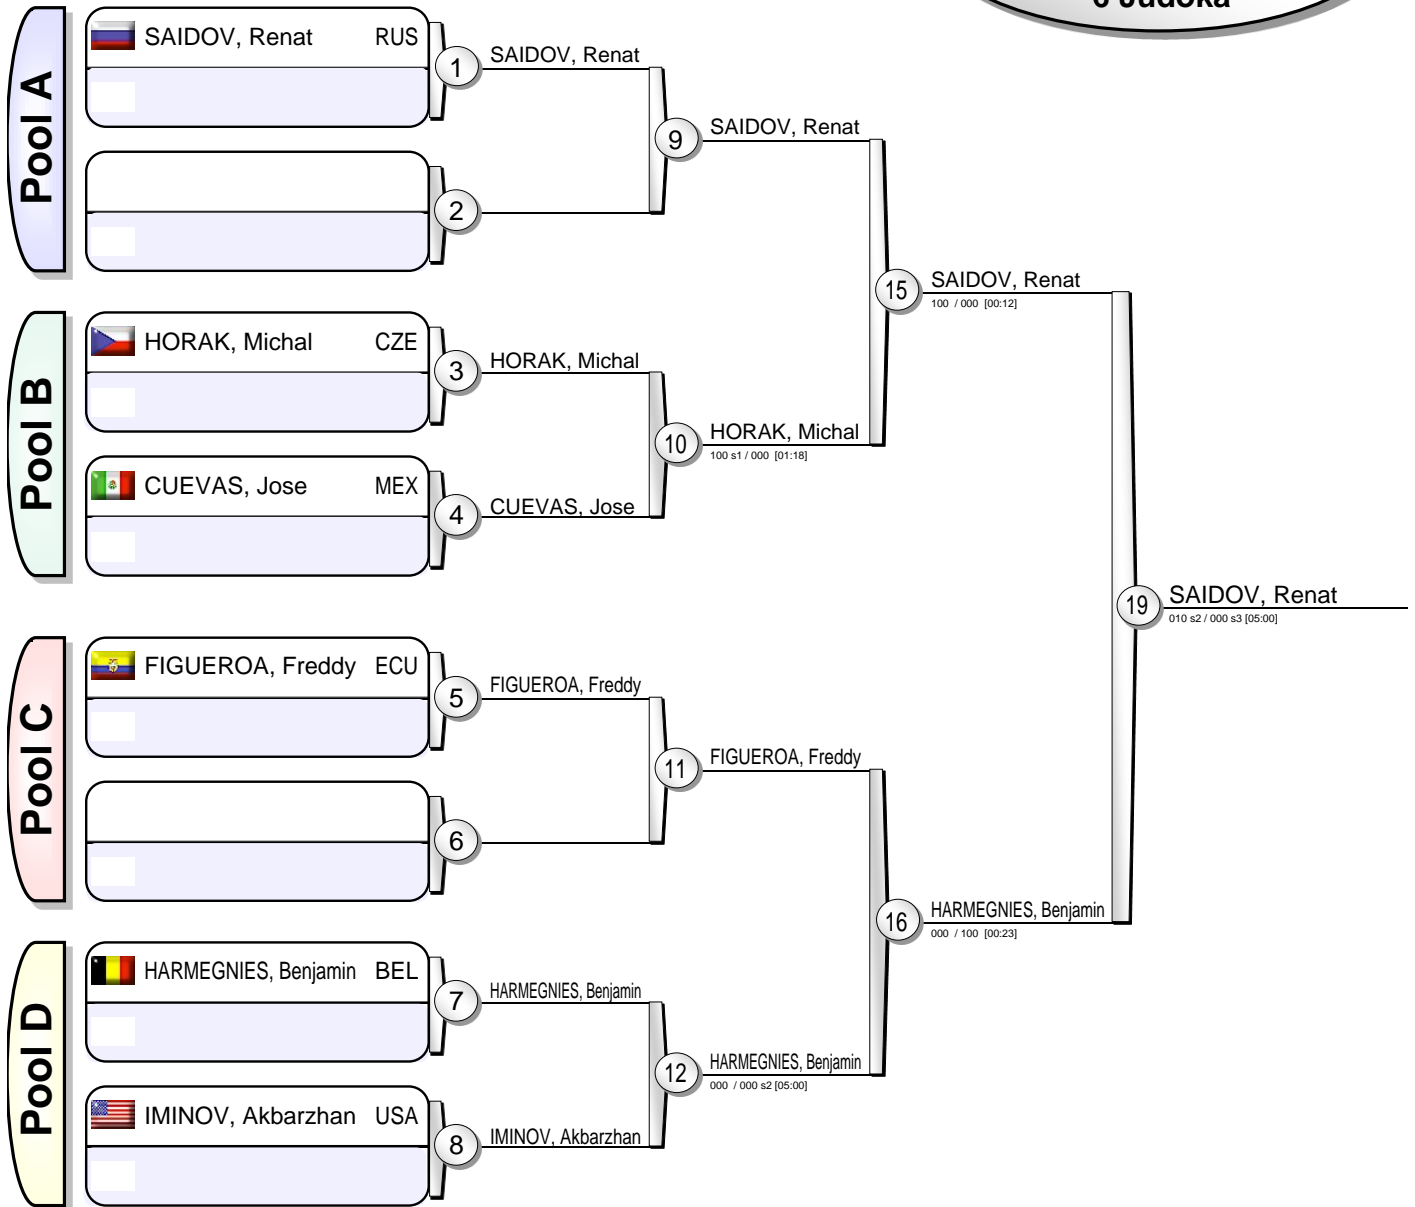 6 Judoka
Pool A
SAIDOV, Renat RUS
1
SAIDOV, Renat
2
9
SAIDOV, Renat
Pool B
HORAK, Michal CZE
3
HORAK, Michal
CUEVAS, Jose MEX
4
CUEVAS, Jose
10
HORAK, Michal
100 s1 / 000 [01:18]
15
SAIDOV, Renat
100 / 000 [00:12]
Pool C
FIGUEROA, Freddy ECU
5
FIGUEROA, Freddy
6
11
FIGUEROA, Freddy
Pool D
HARMEGNIES, Benjamin BEL
7
HARMEGNIES, Benjamin
IMINOV, Akbarzhan USA
8
IMINOV, Akbarzhan
12
HARMEGNIES, Benjamin
000 / 000 s2 [05:00]
16
HARMEGNIES, Benjamin
000 / 100 [00:23]
19
SAIDOV, Renat
010 s2 / 000 s3 [05:00]